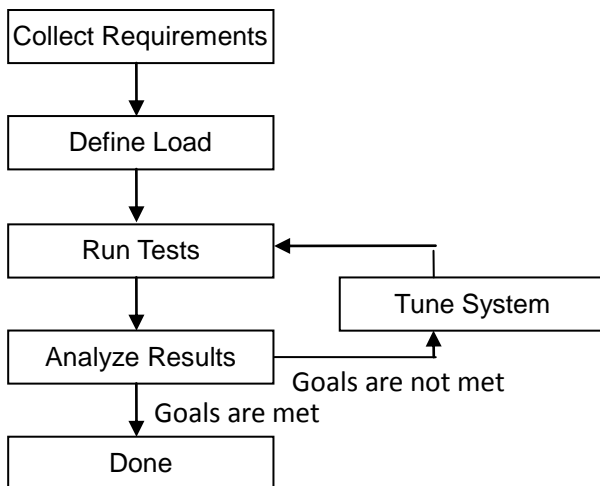 Collect Requirements
Define Load
Run Tests
Tune System
Analyze Results
Goals are not met
Goals are met
Done